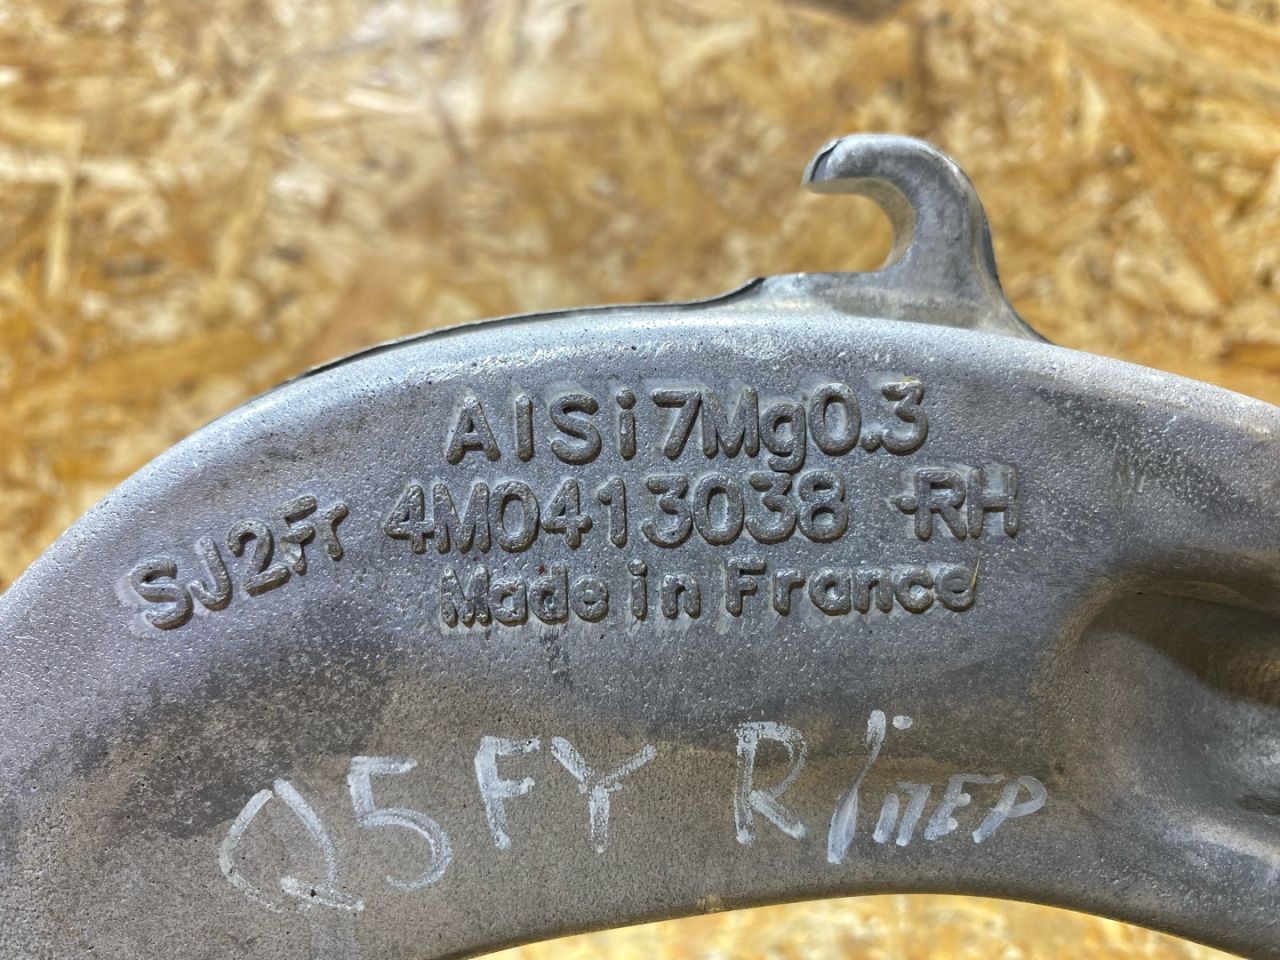 AlSi7Mg0.3
SJ2Fr 4M0413038 RH
Made in France
Q5FY R/ПЕР